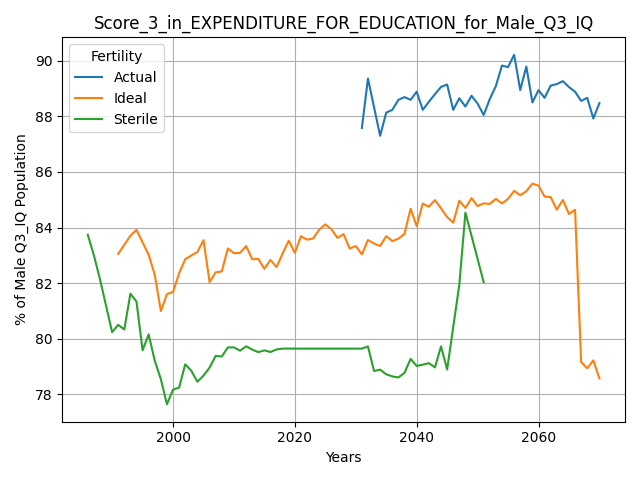 Score_3_in_EXPENDITURE_FOR_EDUCATION_for_Male_Q3_IQ
Fertility
Actual
Ideal
Sterile
% of Male Q3_IQ Population
90
88
86
84
82
80
78
2000
2020
2040
2060
Years